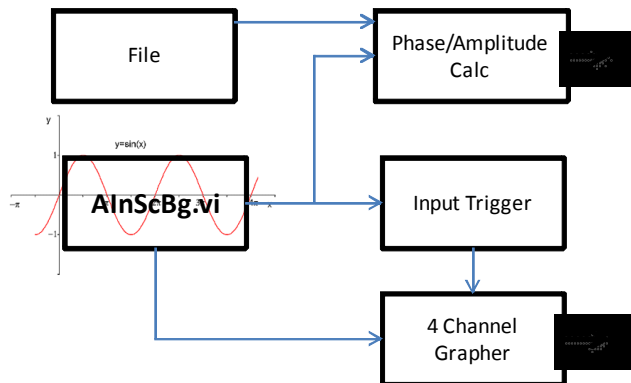 File
Phase/Amplitude
Calc
y
y=sin(x)
1
AInScBg.vi
−π
x
−1
Input Trigger
4 Channel
Grapher